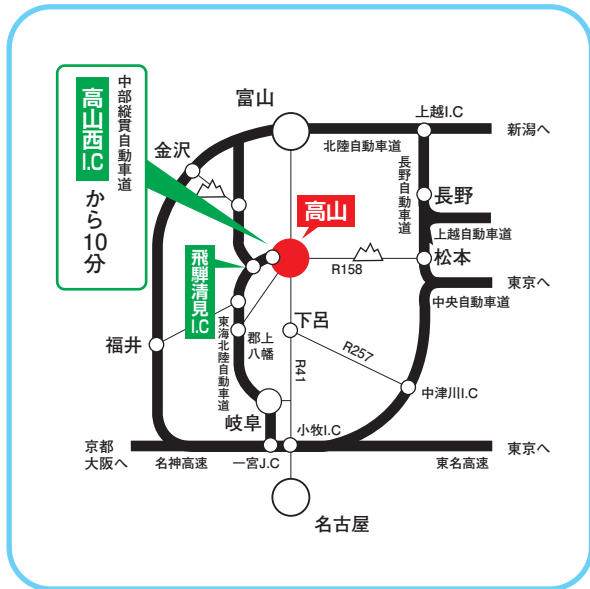 中部縦貫自動車道
高山西I.C
から10分
富山
上越I.C
新潟へ
北陸自動車道
金沢
長野自動車道
長野
高山
上越自動車道
飛騨清見I.C
R158
松本
東京へ
中央自動車道
福井
東海北陸自動車道
郡上
八幡
下呂
R41
R257
中津川I.C
岐阜
小牧I.C
京都
大阪へ
名神高速
一宮J.C
東名高速
東京へ
名古屋